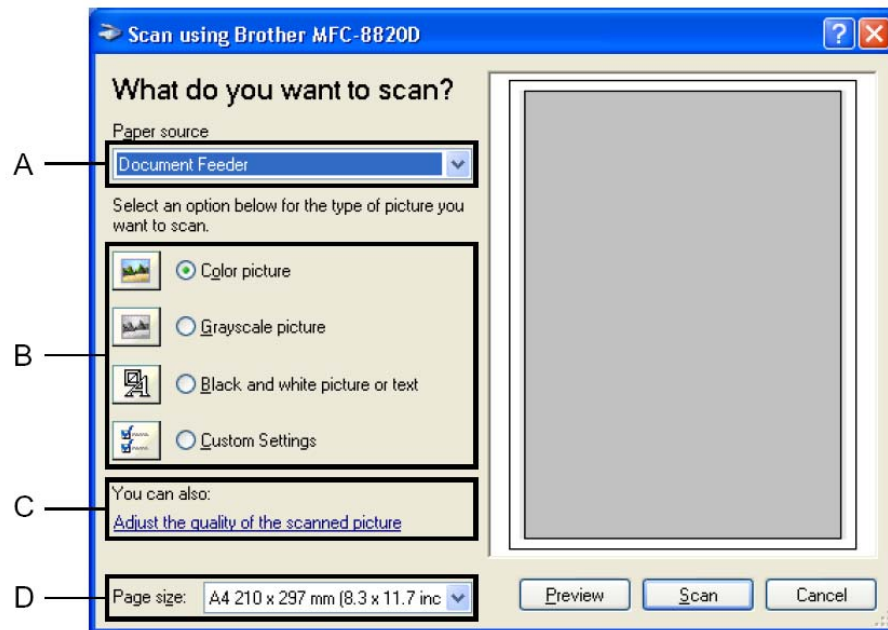 Scan using Brother MFC-8820D
What do you want to scan?
Paper source
A
Document Feeder
Select an option below for the type of picture you
want to scan.
B
Color picture
Grayscale picture
Black and white picture or text
Custom Settings
C
You can also:
Adjust the quality of the scanned picture
D
Page size: A4 210 x 297 mm (8.3 x 11.7 inc
Preview Scan Cancel